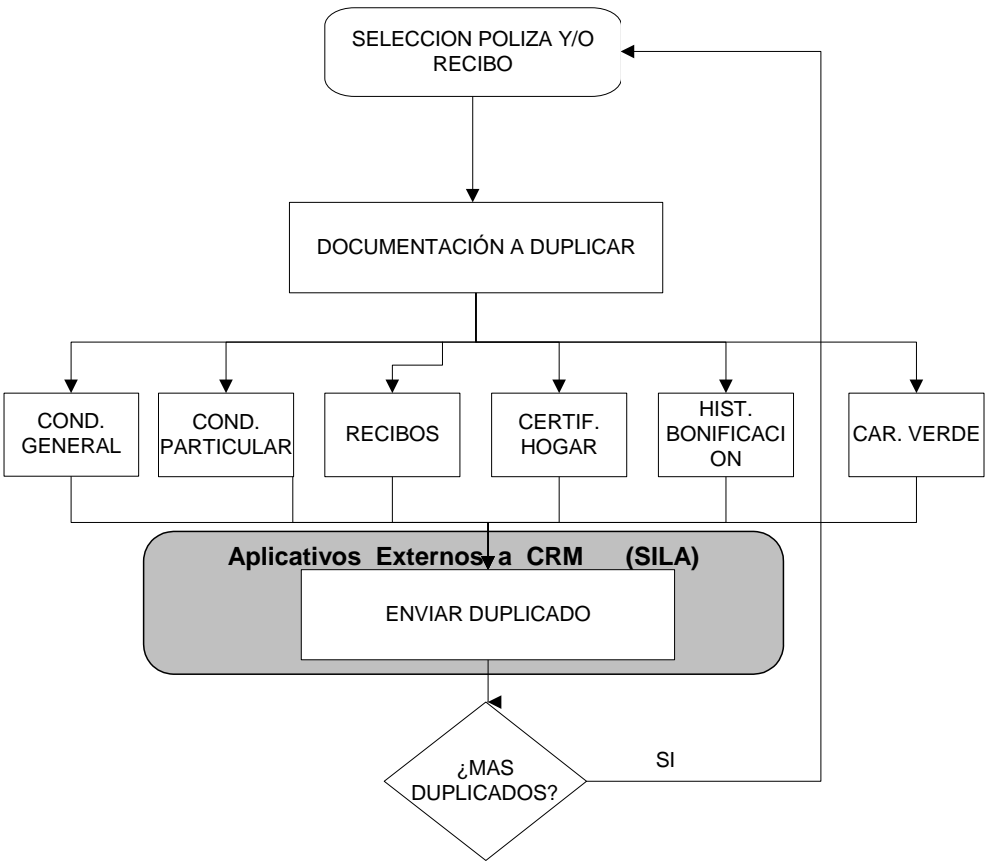 SELECCION POLIZA Y/O
RECIBO
DOCUMENTACIÓN A DUPLICAR
COND.
GENERAL
COND.
PARTICULAR
RECIBOS
CERTIF.
HOGAR
HIST.
BONIFICACI
ON
CAR. VERDE
Aplicativos Externos a CRM (SILA)
ENVIAR DUPLICADO
¿MAS
DUPLICADOS?
SI